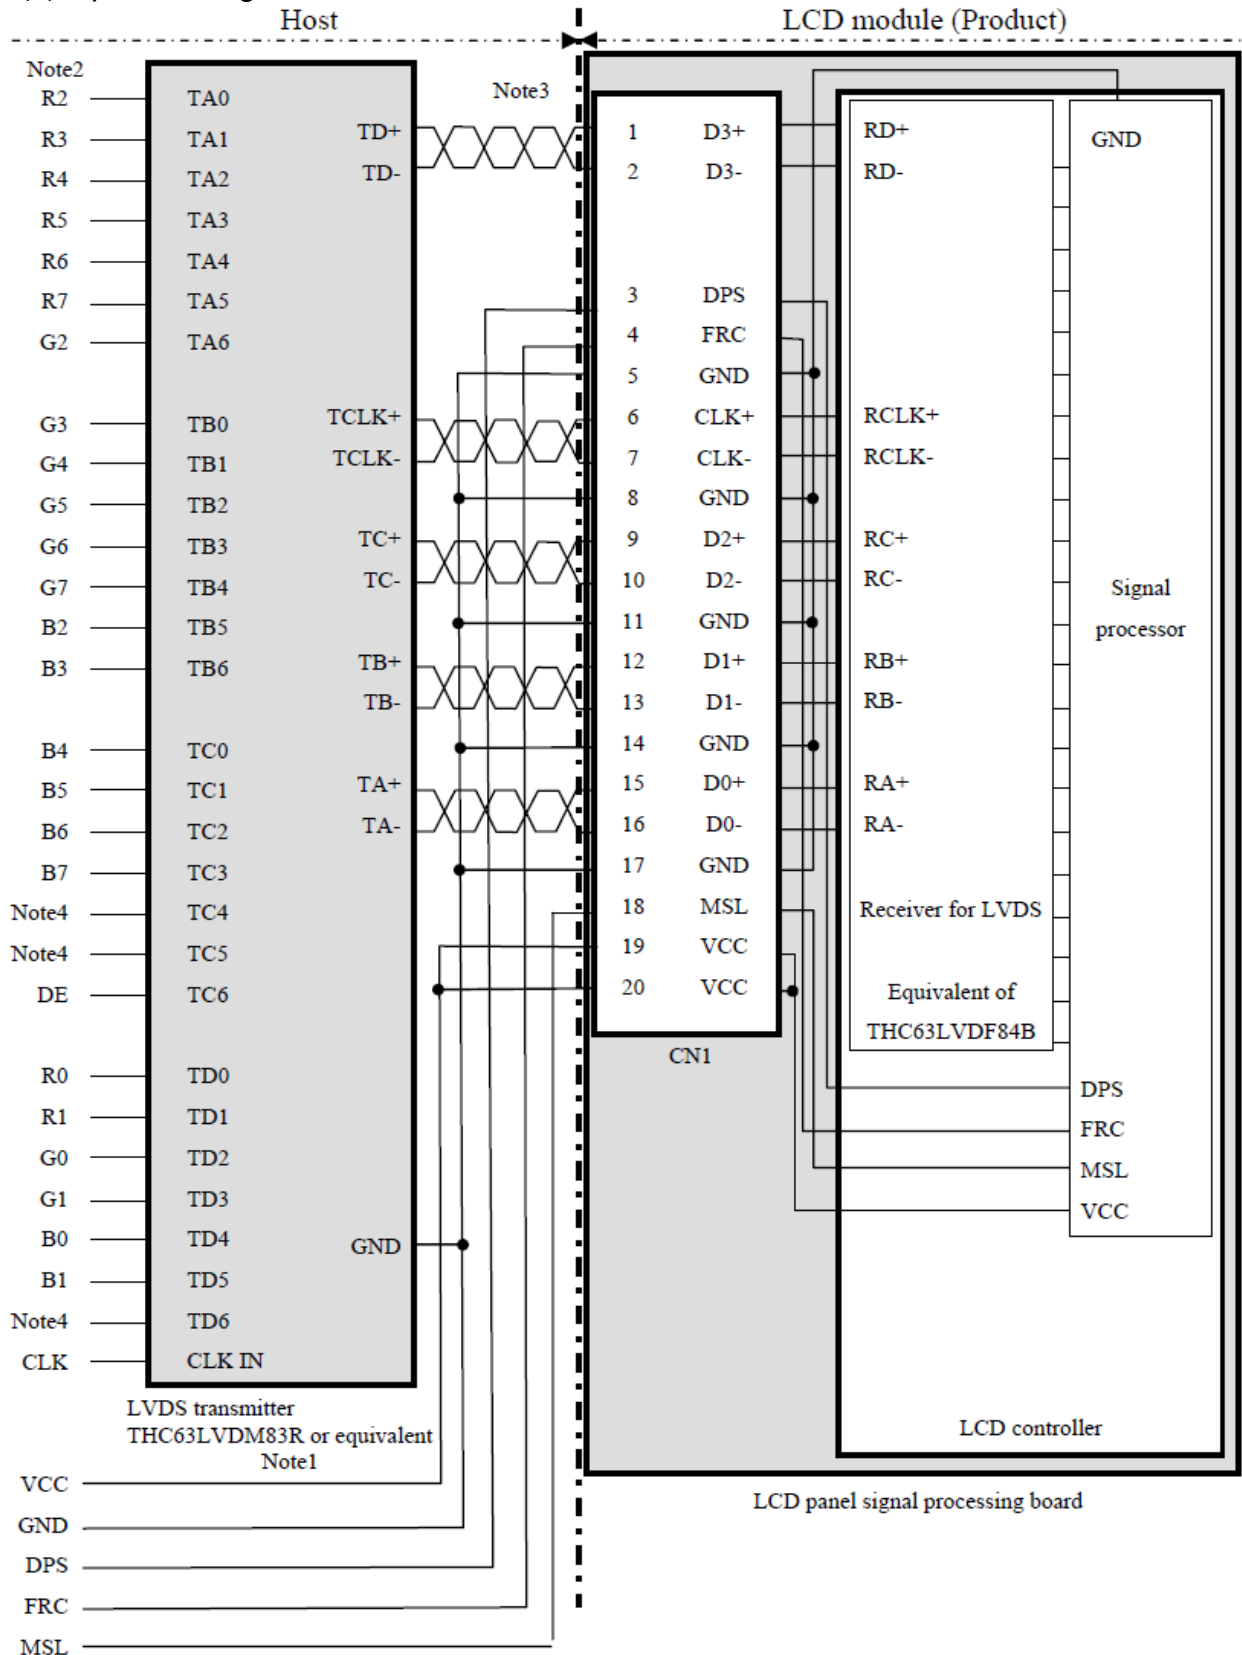 Host
LCD module (Product)
Note2
Note3
R2 TA0
R3 TA1
R4 TA2
R5 TA3
R6 TA4
R7 TA5
G2 TA6
G3 TB0
G4 TB1
G5 TB2
G6 TB3
G7 TB4
B2 TB5
B3 TB6
B4 TC0
B5 TC1
B6 TC2
B7 TC3
Note4 TC4
Note4 TC5
DE TC6
R0 TD0
R1 TD1
G0 TD2
G1 TD3
B0 TD4
B1 TD5
Note4 TD6
CLK CLK IN
TD+
TD-
TCLK+
TCLK-
TC+
TC-
TB+
TB-
TA+
TA-
GND
LVDS transmitter
THC63LVDM83R or equivalent
Note1
VCC
GND
DPS
FRC
MSL
1 D3+
2 D3-
3 DPS
4 FRC
5 GND
6 CLK+
7 CLK-
8 GND
9 D2+
10 D2-
11 GND
12 D1+
13 D1-
14 GND
15 D0+
16 D0-
17 GND
18 MSL
19 VCC
20 VCC
CN1
RD+
RD-
RCLK+
RCLK-
RC+
RC-
RB+
RB-
RA+
RA-
Receiver for LVDS
Equivalent of
THC63LVDF84B
GND
Signal
processor
DPS
FRC
MSL
VCC
LCD controller
LCD panel signal processing board